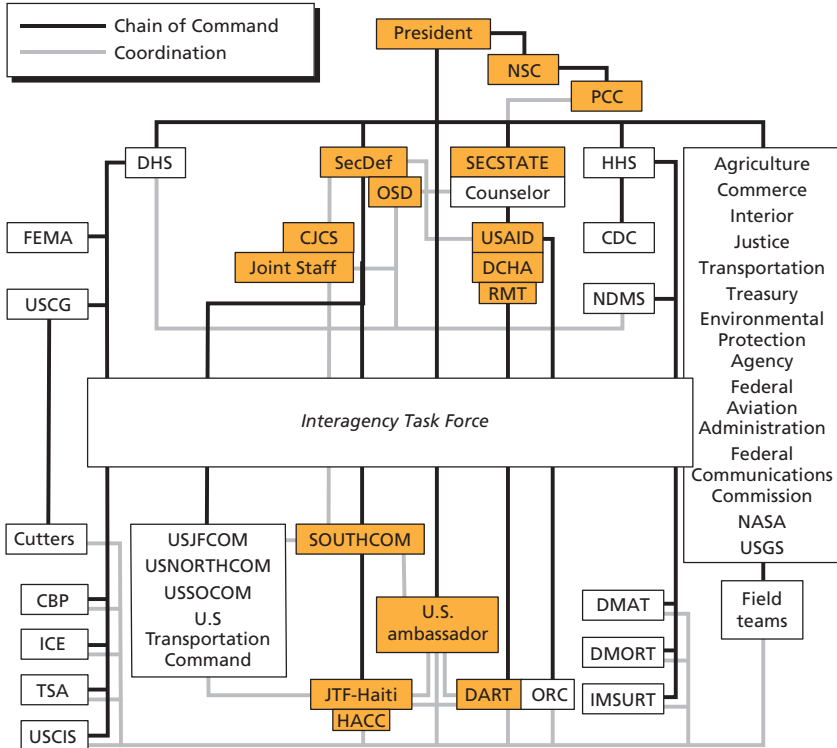 Chain of Command
Coordination
President
NSC
PCC
DHS
SecDef
OSD
SECSTATE
Counselor
HHS
Agriculture
Commerce
Interior
Justice
Transportation
Treasury
Environmental
Protection
Agency
Federal
Aviation
Administration
Federal
Communications
Commission
NASA
USGS
FEMA
CJCS
Joint Staff
USAID
DCHA
RMT
CDC
USCG
NDMS
Interagency Task Force
Cutters
USJFCOM
USNORTHCOM
USSOCOM
U.S
Transportation
Command
SOUTHCOM
CBP
U.S.
ambassador
DMAT
Field
teams
ICE
DMORT
TSA
JTF-Haiti
HACC
DART
ORC
IMSURT
USCIS